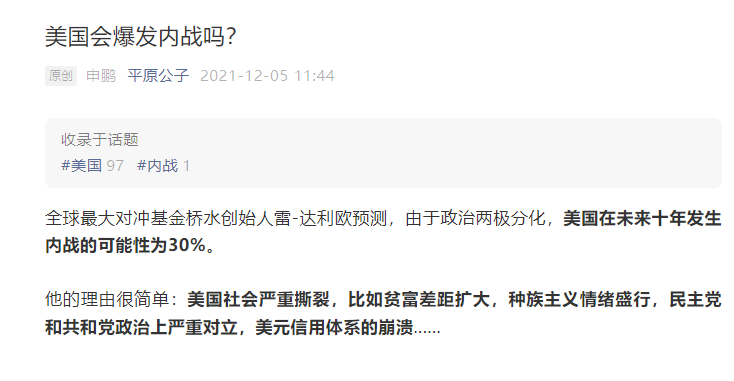 美国会爆发内战吗?
原创 申鹏 平原公子 2021-12-05 11:44
收录于话题
#美国 97 #内战 1
全球最大对冲基金桥水创始人雷-达利欧预测，由于政治两极分化，美国在未来十年发生
内战的可能性为30%。
他的理由很简单：美国社会严重撕裂，比如贫富差距扩大，种族主义情绪盛行，民主党
和共和党政治上严重对立，美元信用体系的崩溃......